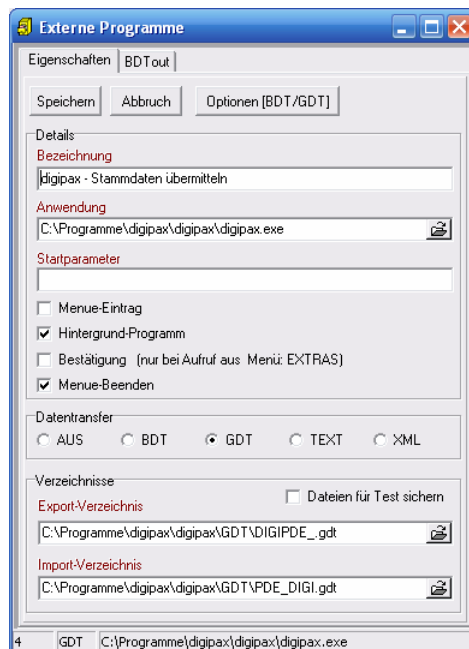 Externe Programme
Eigenschaften BDTout
Speichern Abbruch Optionen [BDT/GDT]
Details
Bezeichnung
digipax - Stammdaten übermitteln
Anwendung
C:\Programme\digipax\digipax\digipax.exe
Startparameter
Menue-Eintrag
Hintergrund-Programm
Bestätigung (nur bei Aufruf aus Menü: EXTRAS)
Menue-Beenden
Datentransfer
AUS BDT GDT TEXT XML
Verzeichnisse
Dateien für Test sichern
Export-Verzeichnis
C:\Programme\digipax\digipax\GDT\DIGIPDE_.gdt
Import-Verzeichnis
C:\Programme\digipax\digipax\GDT\PDE_DIGI.gdt
4 GDT C:\Programme\digipax\digipax\digipax.exe